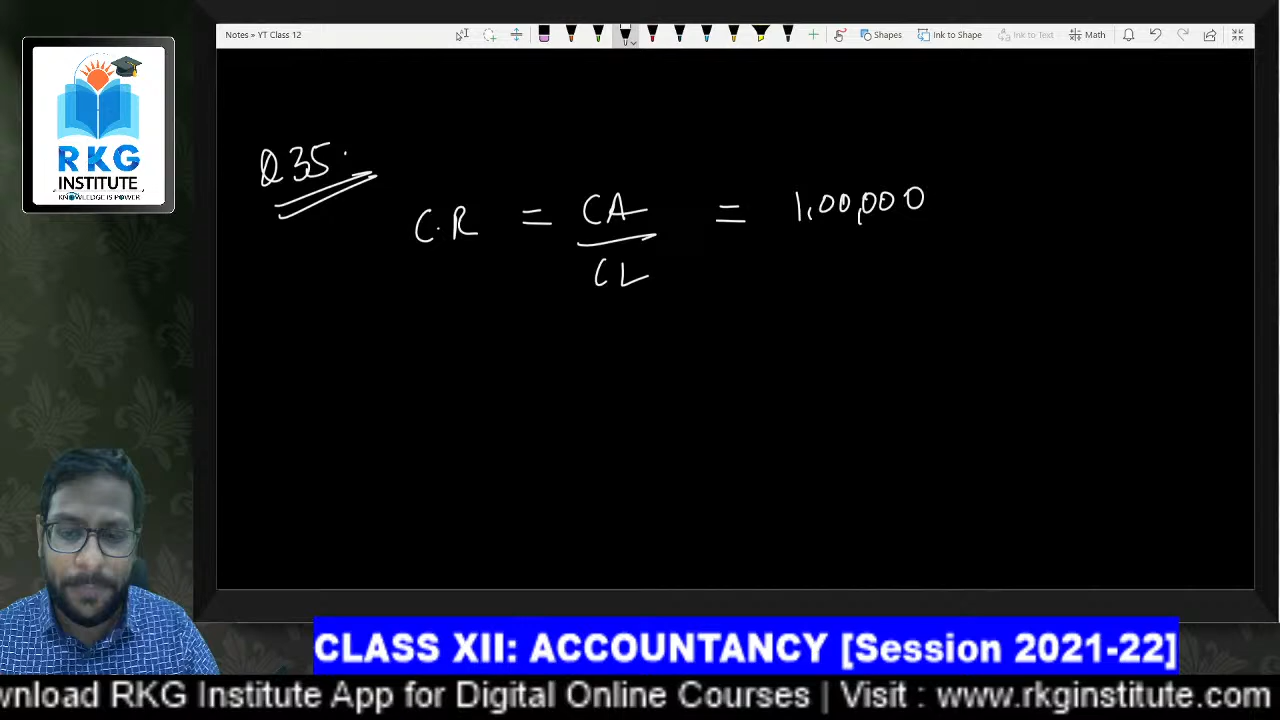 Notes » YT Class 12
Shapes
Ink to Shape
Ink to Text
Math
RKG
INSTITUTE
KNOWLEDGE IS POWER
Q 35.
C.R = CA / CL = 1,00,000
CLASS XII: ACCOUNTANCY [Session 2021-22]
wnload RKG Institute App for Digital Online Courses | Visit : www.rkginstitute.com